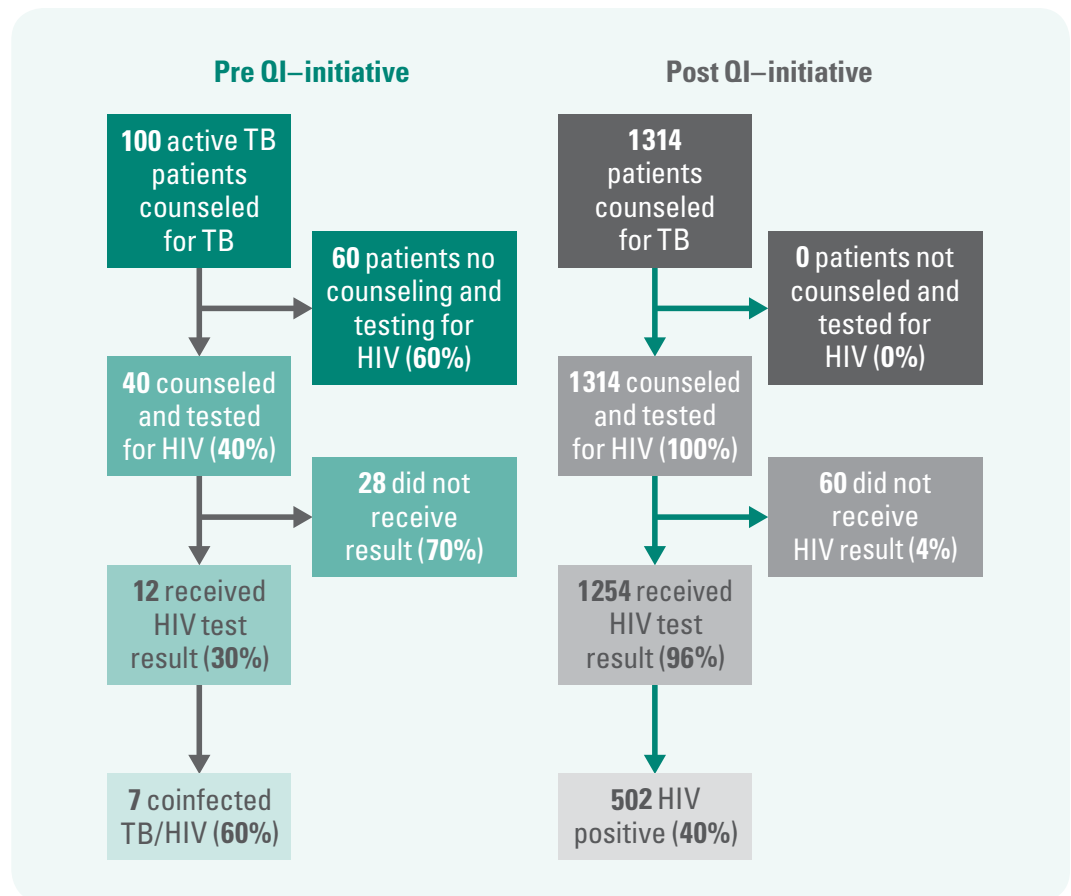 Pre QI–initiative
100 active TB
patients
counseled
for TB
60 patients no
counseling and
testing for
HIV (60%)
40 counseled
and tested
for HIV (40%)
28 did not
receive
result (70%)
12 received
HIV test
result (30%)
7 coinfected
TB/HIV (60%)
Post QI–initiative
1314
patients
counseled
for TB
0 patients not
counseled and
tested for
HIV (0%)
1314 counseled
and tested
for HIV (100%)
60 did not
receive
HIV result (4%)
1254 received
HIV test
result (96%)
502 HIV
positive (40%)